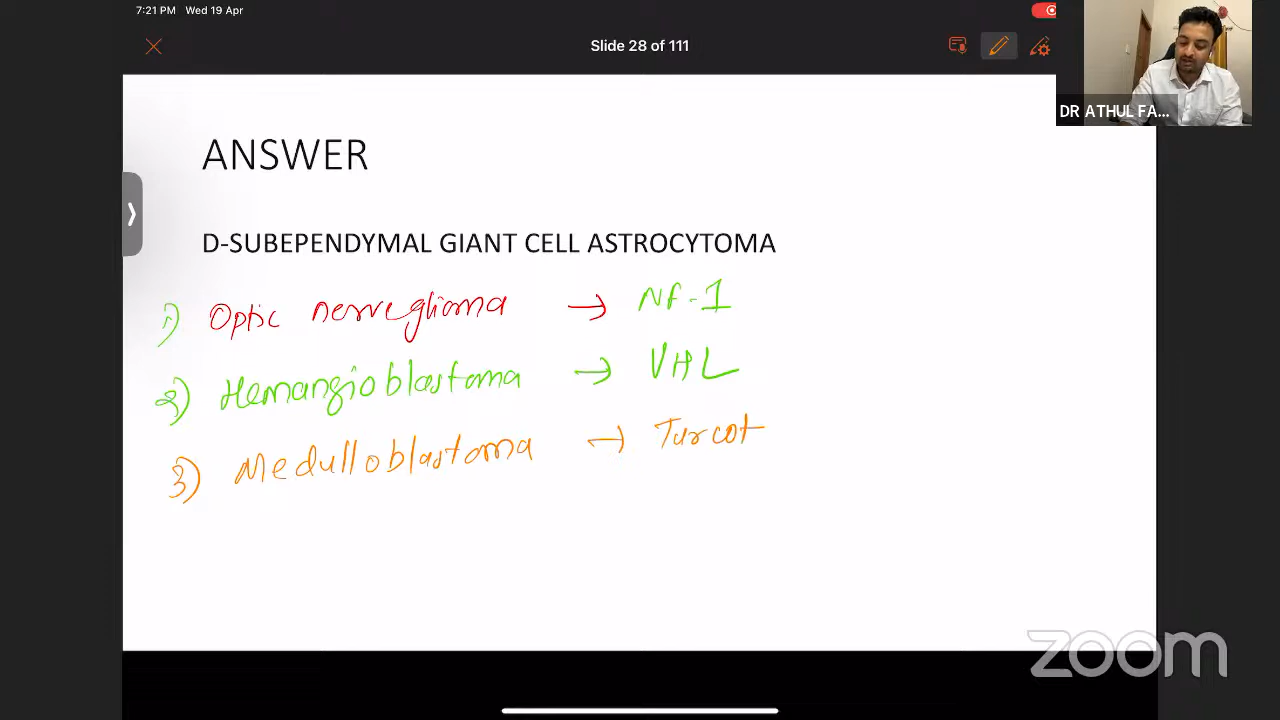 7:21 PM Wed 19 Apr
Slide 28 of 111
DR ATHUL FA...
ANSWER
D-SUBEPENDYMAL GIANT CELL ASTROCYTOMA
1) Optic nerve glioma → NF-1
2) Hemangioblastoma → VHL
3) Medulloblastoma → Turcot
zoom